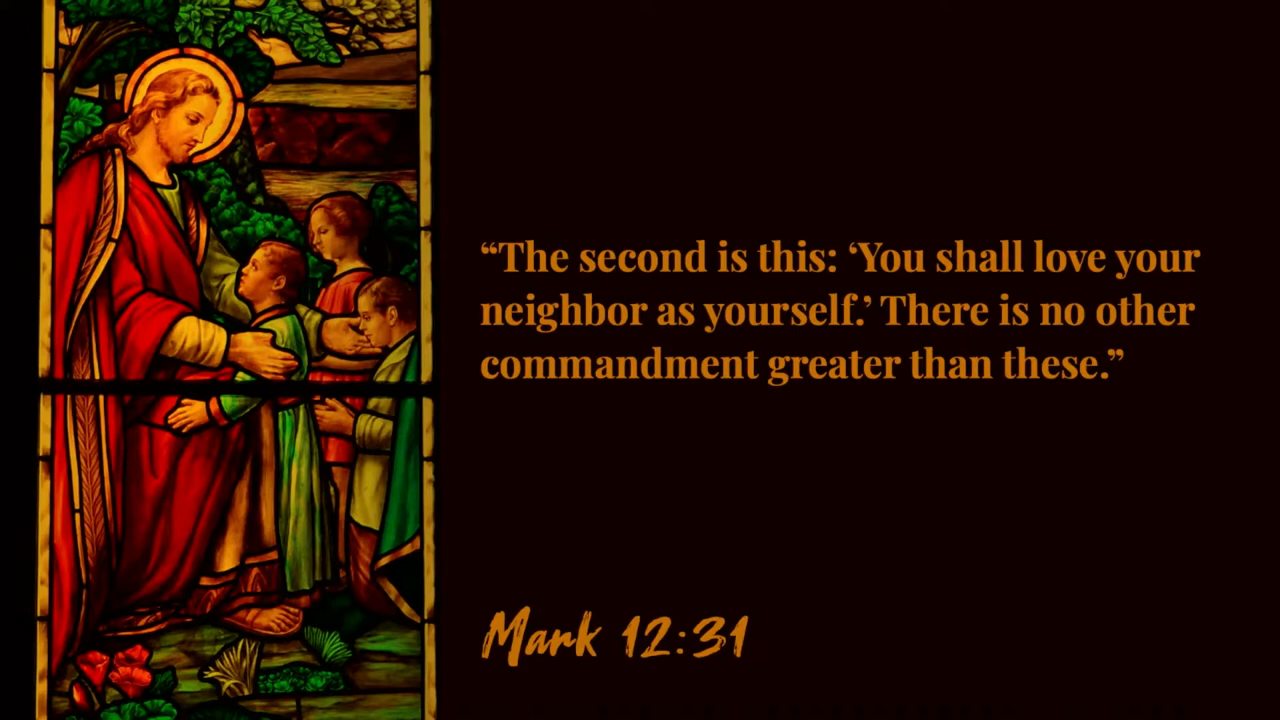 “The second is this: ‘You shall love your
neighbor as yourself.’ There is no other
commandment greater than these.”
Mark 12:31